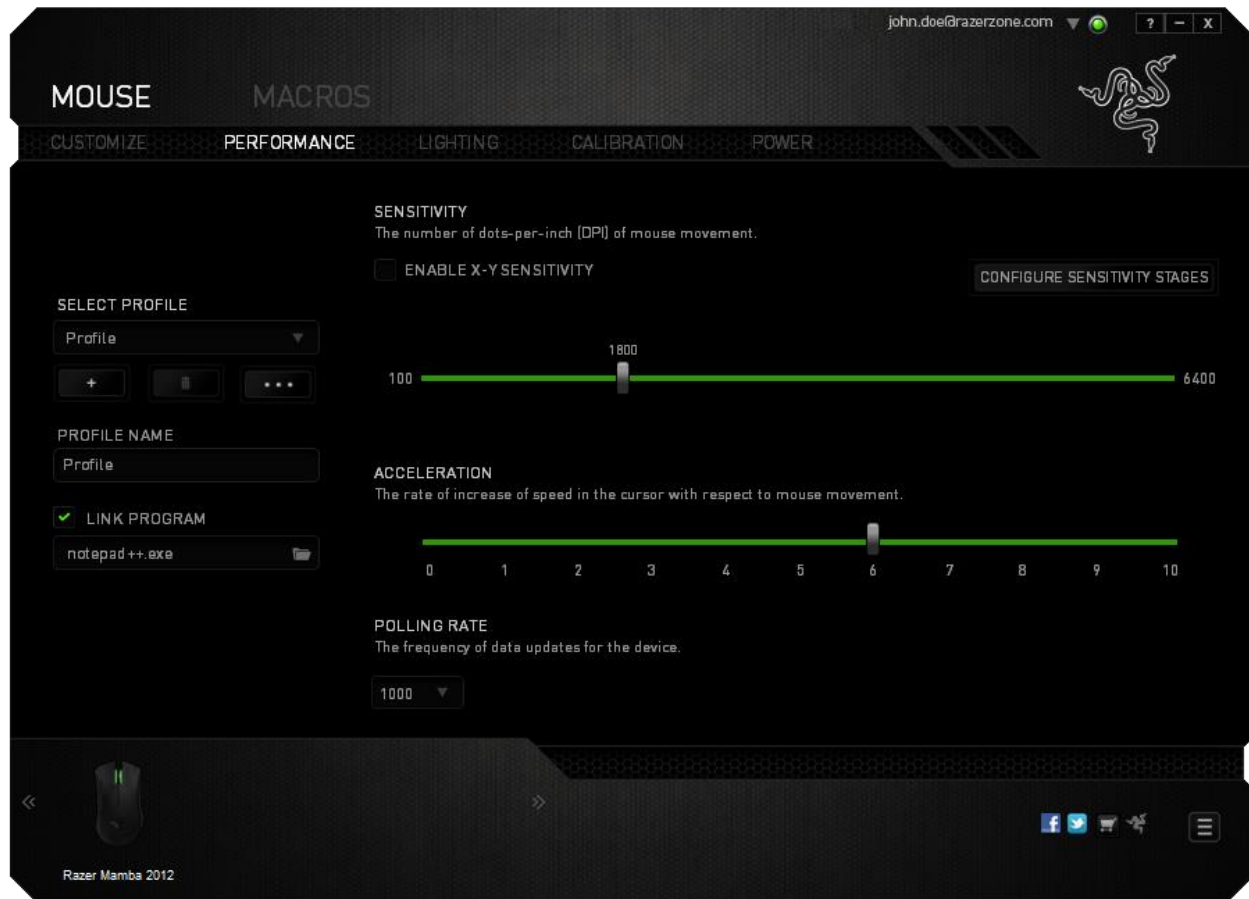 john.doe@razerzone.com
? – X
MOUSE MACROS
CUSTOMIZE PERFORMANCE LIGHTING CALIBRATION POWER
SENSITIVITY
The number of dots-per-inch (DPI) of mouse movement.
ENABLE X-Y SENSITIVITY
CONFIGURE SENSITIVITY STAGES
SELECT PROFILE
Profile
+ •••
PROFILE NAME
Profile
LINK PROGRAM
notepad++.exe
1800
100 6400
ACCELERATION
The rate of increase of speed in the cursor with respect to mouse movement.
0 1 2 3 4 5 6 7 8 9 10
POLLING RATE
The frequency of data updates for the device.
1000
Razer Mamba 2012